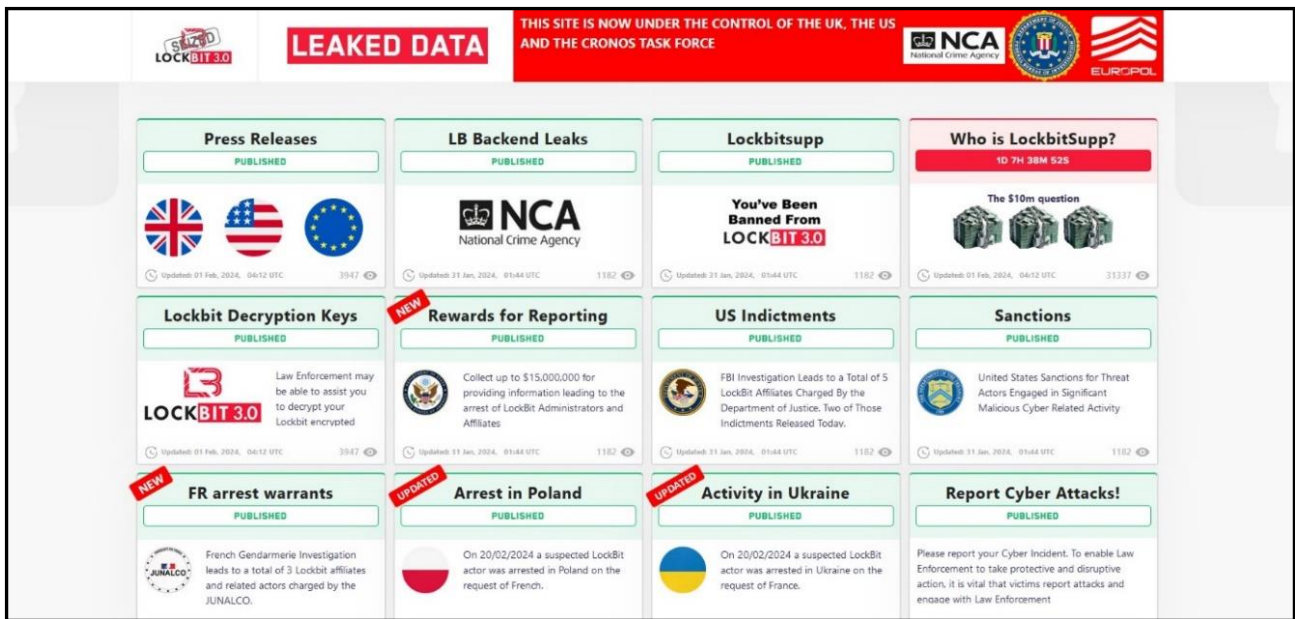 SEIZED
LOCKBIT 3.0
LEAKED DATA
THIS SITE IS NOW UNDER THE CONTROL OF THE UK, THE US
AND THE CRONOS TASK FORCE
NCA
National Crime Agency
EUROPOL
Press Releases
PUBLISHED
Updated: 01 Feb, 2024, 04:12 UTC
3947
LB Backend Leaks
PUBLISHED
NCA
National Crime Agency
Updated: 31 Jan, 2024, 01:44 UTC
1182
Lockbitsupp
PUBLISHED
You've Been
Banned From
LOCKBIT 3.0
Updated: 31 Jan, 2024, 01:44 UTC
1182
Who is LockbitSupp?
1D 7H 38M 52S
The $10m question
Updated: 01 Feb, 2024, 04:12 UTC
31337
Lockbit Decryption Keys
PUBLISHED
LOCKBIT 3.0
Law Enforcement may
be able to assist you
to decrypt your
Lockbit encrypted
Updated: 01 Feb, 2024, 04:12 UTC
3947
NEW
Rewards for Reporting
PUBLISHED
Collect up to $15,000,000 for
providing information leading to the
arrest of LockBit Administrators and
Affiliates
Updated: 31 Jan, 2024, 01:44 UTC
1182
US Indictments
PUBLISHED
FBI Investigation Leads to a Total of 5
LockBit Affiliates Charged By the
Department of Justice. Two of Those
Indictments Released Today.
Updated: 31 Jan, 2024, 01:44 UTC
1182
Sanctions
PUBLISHED
United States Sanctions for Threat
Actors Engaged in Significant
Malicious Cyber Related Activity
Updated: 31 Jan, 2024, 01:44 UTC
1182
NEW
FR arrest warrants
PUBLISHED
JUNALCO
French Gendarmerie Investigation
leads to a total of 3 Lockbit affiliates
and related actors charged by the
JUNALCO.
UPDATED
Arrest in Poland
PUBLISHED
On 20/02/2024 a suspected LockBit
actor was arrested in Poland on the
request of French.
UPDATED
Activity in Ukraine
PUBLISHED
On 20/02/2024 a suspected LockBit
actor was arrested in Ukraine on the
request of France.
Report Cyber Attacks!
PUBLISHED
Please report your Cyber Incident. To enable Law
Enforcement to take protective and disruptive
action, it is vital that victims report attacks and
engage with Law Enforcement